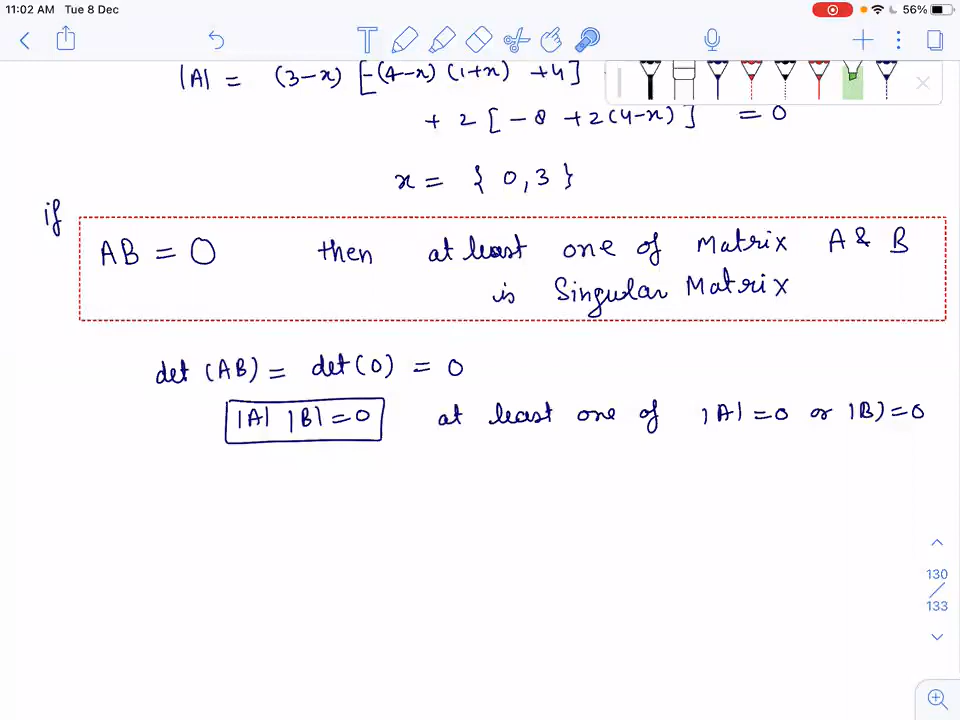 11:02 AM Tue 8 Dec
56%
|A| = (3-x) [-(4-x) (1+x) +4]
+ 2 [-8 + 2(4-x)] = 0
x = { 0, 3 }
if
AB = O then at least one of Matrix A & B
is Singular Matrix
det (AB) = det(0) = 0
|A| |B| = 0 at least one of |A| = 0 or |B| = 0
130
133